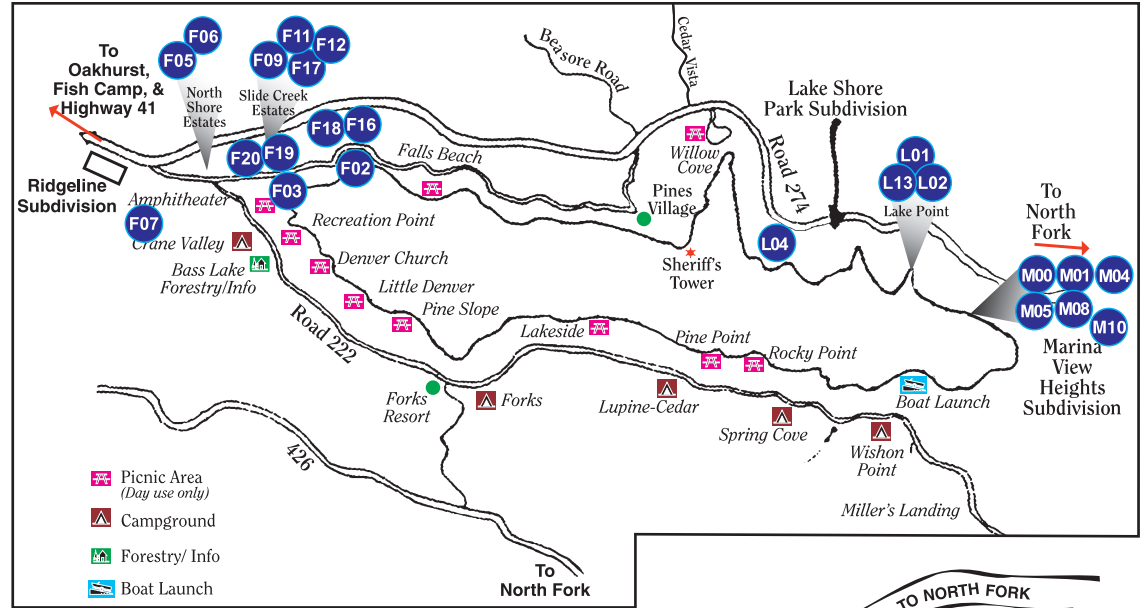 To
Oakhurst,
Fish Camp, &
Highway 41
F06
F05
F11
F12
F09
F17
North
Shore
Estates
Slide Creek
Estates
Beasore Road
Cedar Vista
Lake Shore
Park Subdivision
F18
F16
F20
F19
F02
F03
Falls Beach
Willow
Cove
Road 274
L01
L13
L02
Lake Point
To
North
Fork
Ridgeline
Subdivision
Amphitheater
F07
Crane Valley
Recreation Point
Pines
Village
L04
Sheriff's
Tower
M00
M01
M04
M05
M08
M10
Marina
View
Heights
Subdivision
Bass Lake
Forestry/Info
Denver Church
Little Denver
Pine Slope
Road 222
Lakeside
Pine Point
Rocky Point
Boat Launch
Forks
Resort
Forks
Lupine-Cedar
Spring Cove
Wishon
Point
Miller's Landing
426
Picnic Area
(Day use only)
Campground
Forestry/ Info
Boat Launch
To
North Fork
TO NORTH FORK